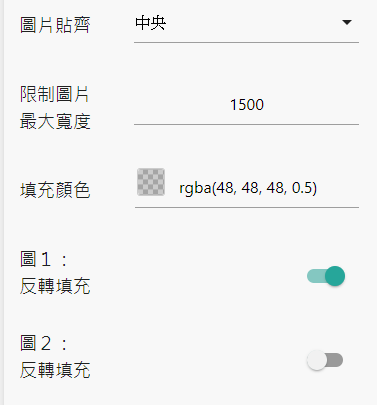 圖片貼齊 中央
限制圖片
最大寬度 1500
填充顏色 rgba(48, 48, 48, 0.5)
圖1：
反轉填充
圖2：
反轉填充